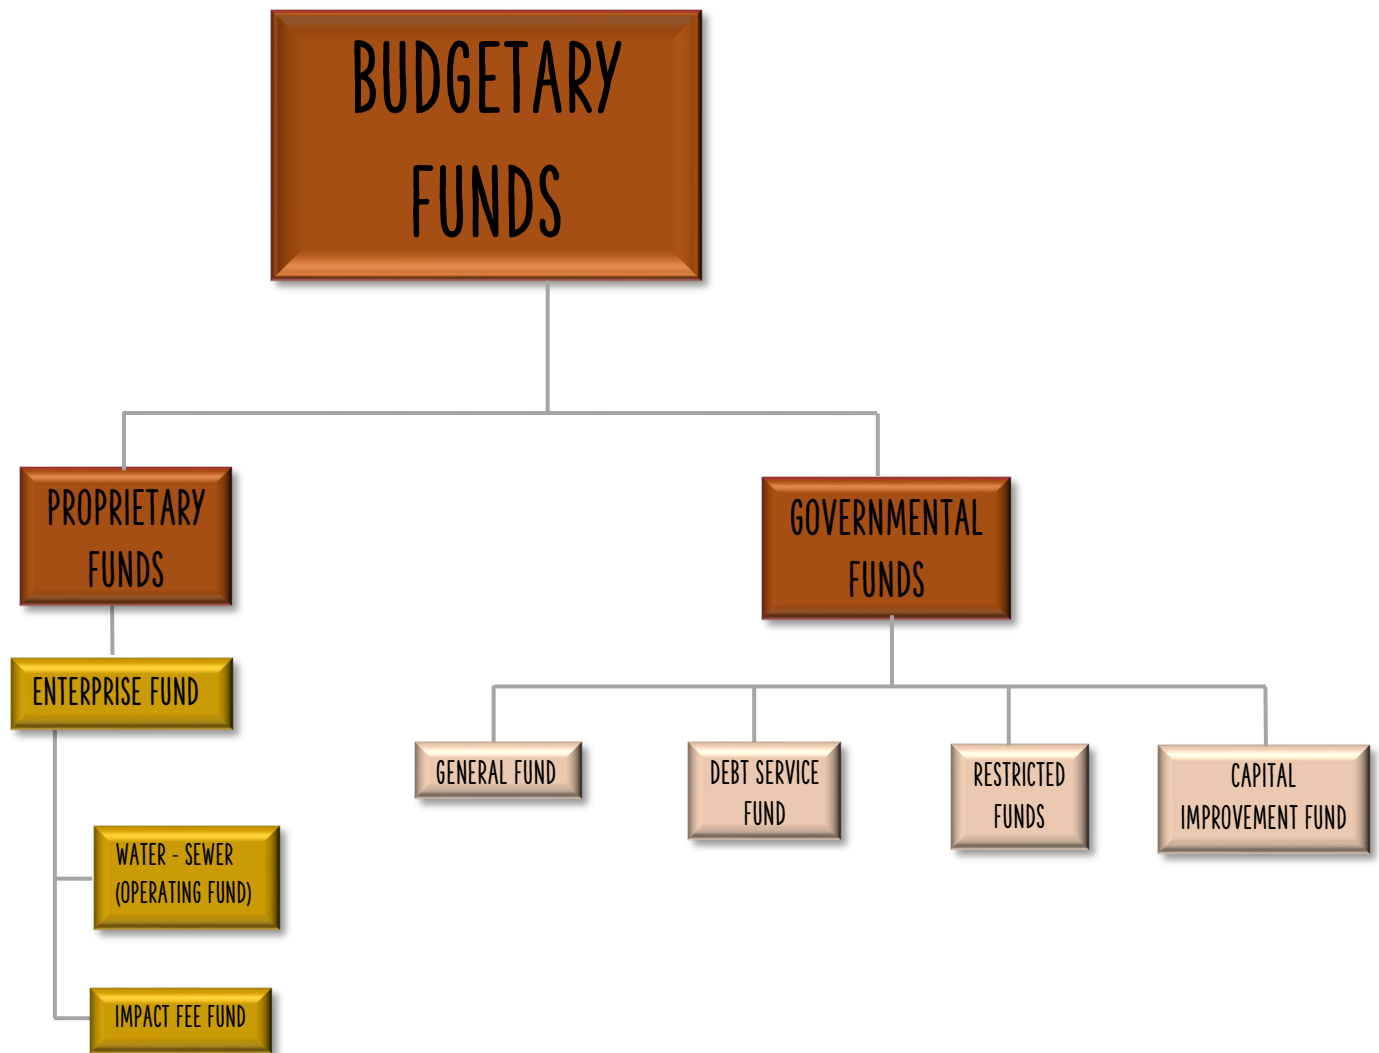 BUDGETARY
FUNDS
PROPRIETARY
FUNDS
GOVERNMENTAL
FUNDS
ENTERPRISE FUND
GENERAL FUND
DEBT SERVICE
FUND
RESTRICTED
FUNDS
CAPITAL
IMPROVEMENT FUND
WATER - SEWER
(OPERATING FUND)
IMPACT FEE FUND